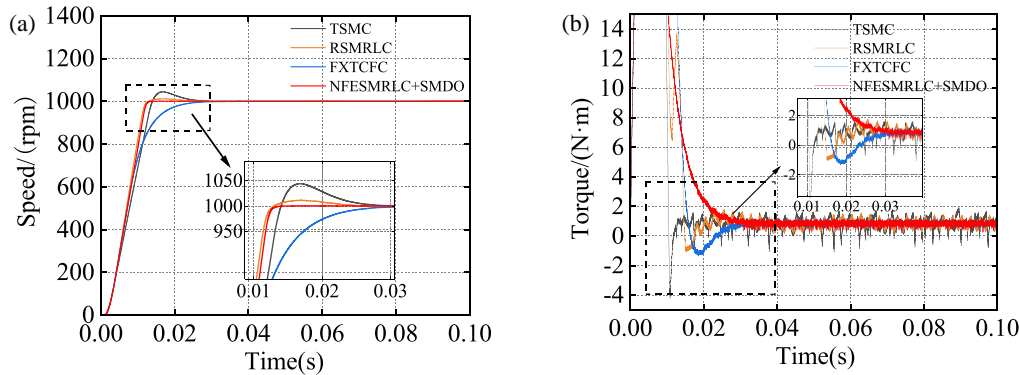 (a)
1400
1200
1000
800
600
400
200
0
Speed/ (rpm)
TSMC
RSMRLC
FXTCFC
NFESMRLC+SMDO
1050
1000
950
0.01 0.02 0.03
0.00 0.02 0.04 0.06 0.08 0.10
Time(s)
(b)
14
12
10
8
6
4
2
0
-2
-4
Torque/(N·m)
TSMC
RSMRLC
FXTCFC
NFESMRLC+SMDO
2
0
-2
0.01 0.02 0.03
0.00 0.02 0.04 0.06 0.08 0.10
Time(s)